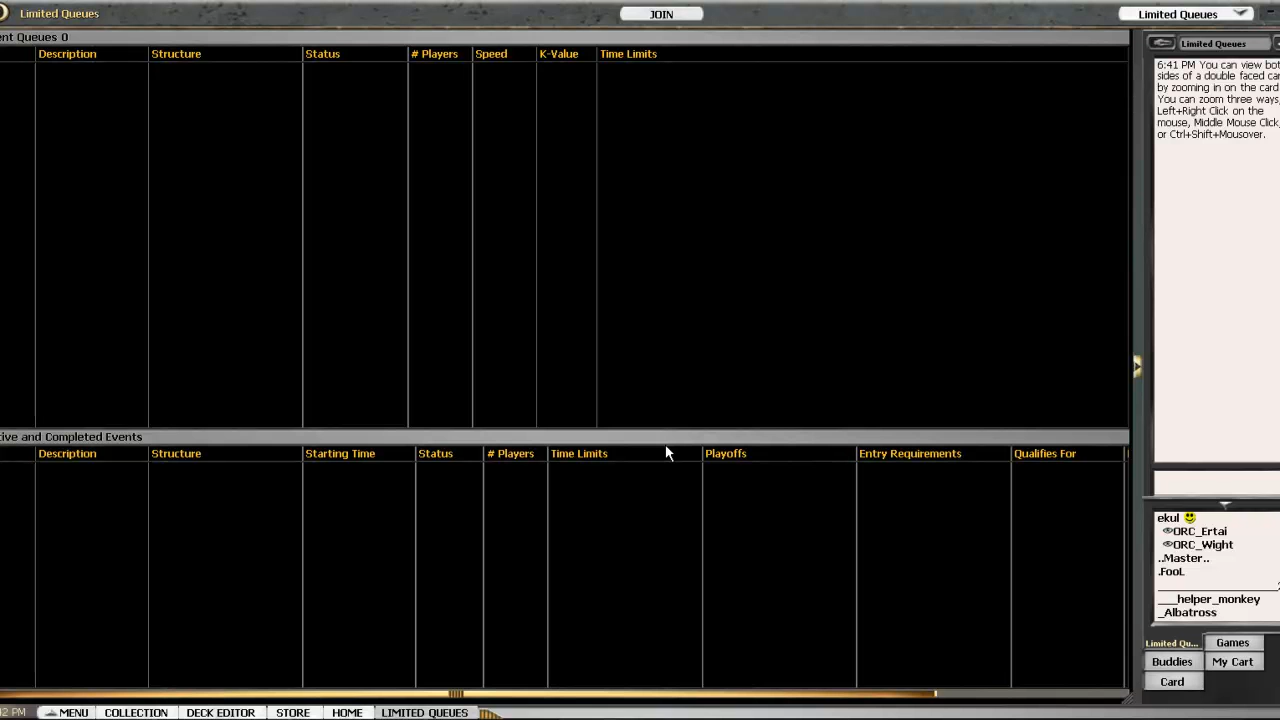 Limited Queues
JOIN
Limited Queues
ent Queues 0
Description Structure Status # Players Speed K-Value Time Limits
Limited Queues
6:41 PM You can view bot
sides of a double faced car
by zooming in on the card
You can zoom three ways,
Left+Right Click on the
mouse, Middle Mouse Click,
or Ctrl+Shift+Mousover.
tive and Completed Events
Description Structure Starting Time Status # Players Time Limits Playoffs Entry Requirements Qualifies For
ekul
ORC_Ertai
ORC_Wight
..Master..
.FooL
___helper_monkey
_Albatross
Limited Qu... Games
Buddies My Cart
Card
42 PM MENU COLLECTION DECK EDITOR STORE HOME LIMITED QUEUES